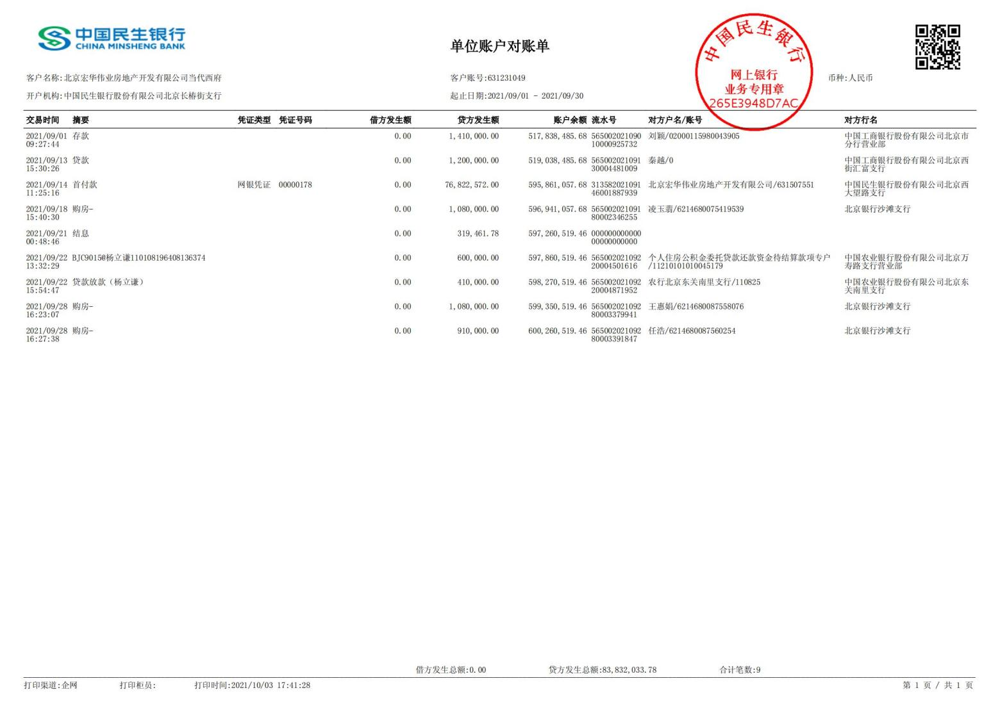 中国民生银行
CHINA MINSHENG BANK
单位账户对账单
中国民生银行
网上银行
业务专用章
265E3948D7AC
客户名称:北京宏华伟业房地产开发有限公司当代西府 客户账号:631231049 币种:人民币
开户机构:中国民生银行股份有限公司北京长椿街支行 起止日期:2021/09/01 - 2021/09/30
交易时间 摘要 凭证类型 凭证号码 借方发生额 贷方发生额 账户余额 流水号 对方户名/账号 对方行名
2021/09/01 存款 0.00 1,410,000.00 517,838,485.68 565002021090 刘颖/02000115980043905 中国工商银行股份有限公司北京市
09:27:44 10000925732 分行营业部
2021/09/13 贷款 0.00 1,200,000.00 519,038,485.68 565002021091 秦越/0 中国工商银行股份有限公司北京西
15:30:26 30004481009 街汇富支行
2021/09/14 首付款 网银凭证 00000178 0.00 76,822,572.00 595,861,057.68 313582021091 北京宏华伟业房地产开发有限公司/631507551 中国民生银行股份有限公司北京西
11:25:16 46001887939 大望路支行
2021/09/18 购房- 0.00 1,080,000.00 596,941,057.68 565002021091 凌玉翡/6214680075419539 北京银行沙滩支行
15:40:30 80002346255
2021/09/21 结息 0.00 319,461.78 597,260,519.46 000000000000
00:48:46 00000000000
2021/09/22 BJC9015@杨立谦110108196408136374 0.00 600,000.00 597,860,519.46 565002021092 个人住房公积金委托贷款还款资金待结算款项专户 中国农业银行股份有限公司北京万
13:32:29 20004501616 /11210101010045179 寿路支行营业部
2021/09/22 贷款放款（杨立谦） 0.00 410,000.00 598,270,519.46 565002021092 农行北京东关南里支行/110825 中国农业银行股份有限公司北京东
15:54:47 20004871952 关南里支行
2021/09/28 购房- 0.00 1,080,000.00 599,350,519.46 565002021092 王惠娟/6214680087558076 北京银行沙滩支行
16:23:07 80003379941
2021/09/28 购房- 0.00 910,000.00 600,260,519.46 565002021092 任浩/6214680087560254 北京银行沙滩支行
16:27:38 80003391847
借方发生总额:0.00 贷方发生总额:83,832,033.78 合计笔数:9
打印渠道:企网 打印柜员: 打印时间:2021/10/03 17:41:28 第 1 页 / 共 1 页